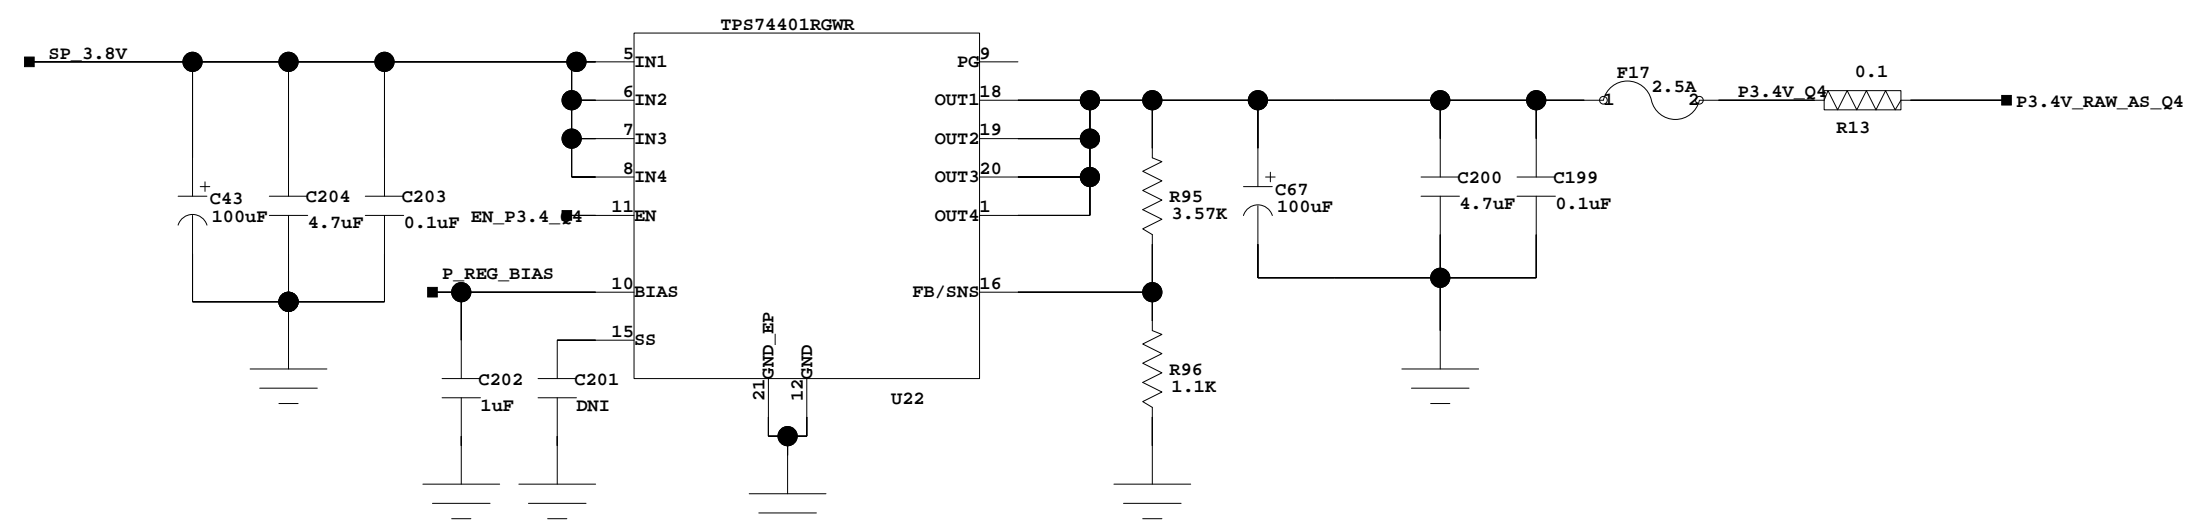 TPS74401RGWR
SP_3.8V
5 IN1
PG 9
6 IN2
OUT1 18
7 IN3
OUT2 19
8 IN4
OUT3 20
EN_P3.4_Q4 11 EN
OUT4 1
F17
2.5A
1 2
P3.4V_Q4
0.1
R13
P3.4V_RAW_AS_Q4
+
C43
100uF
C204
4.7uF
C203
0.1uF
R95
3.57K
+
C67
100uF
C200
4.7uF
C199
0.1uF
P_REG_BIAS
10 BIAS
FB/SNS 16
15 SS
GND_EP
21
GND
12
C202
1uF
C201
DNI
U22
R96
1.1K